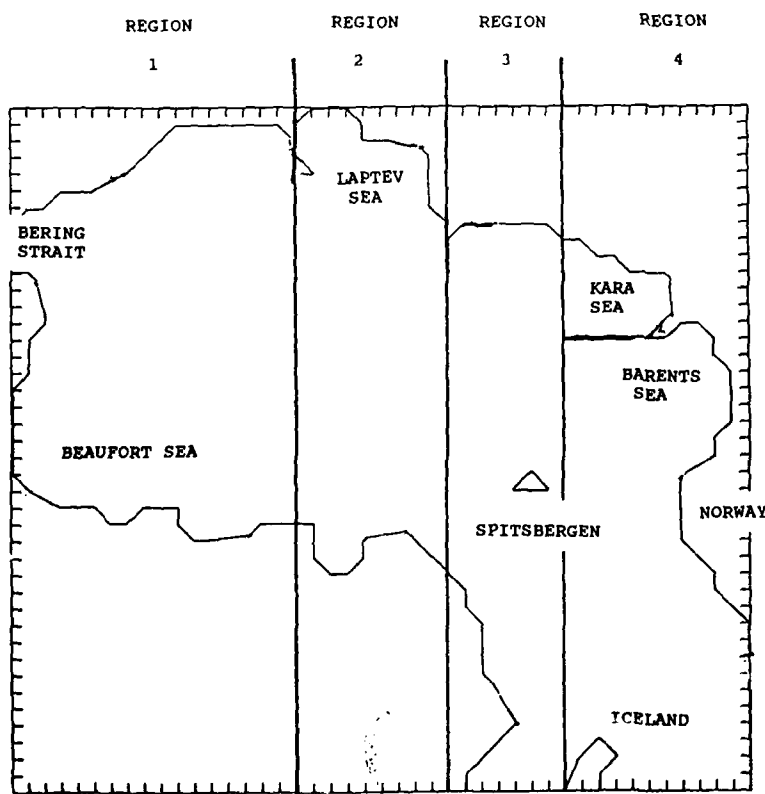 REGION REGION REGION REGION
1 2 3 4
LAPTEV
SEA
BERING
STRAIT
KARA
SEA
BARENTS
SEA
BEAUFORT SEA
SPITSBERGEN
NORWAY
ICELAND